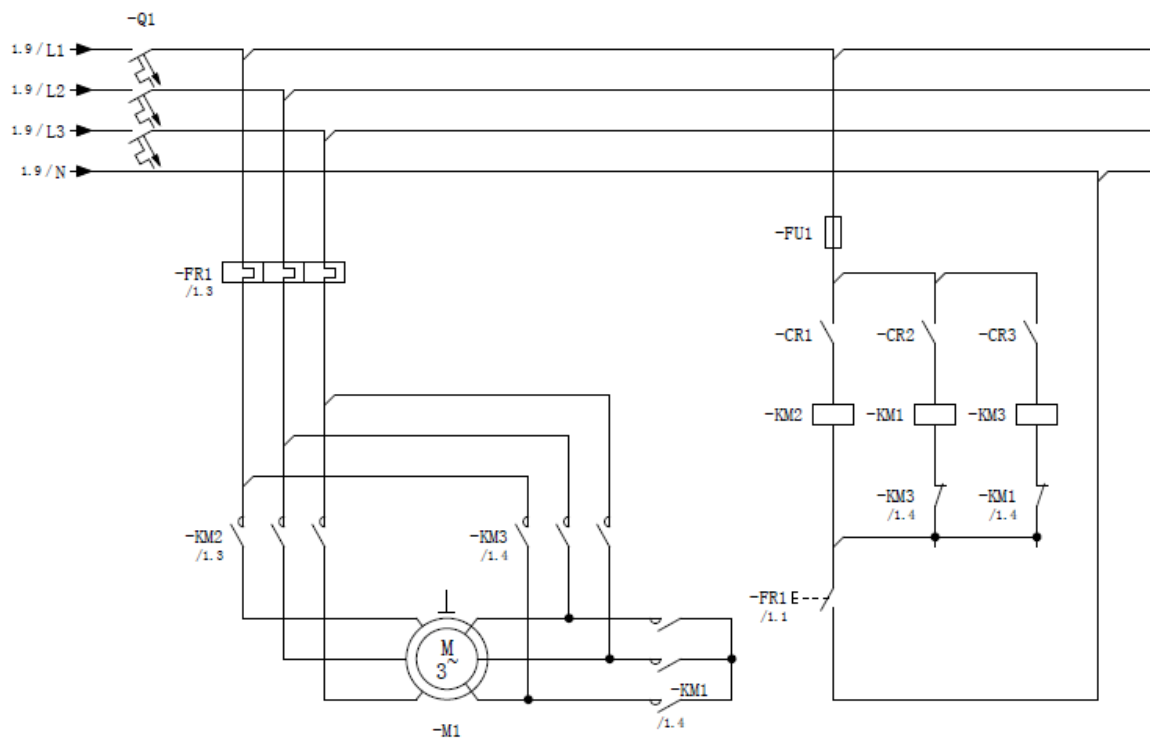 -Q1
1.9/L1
1.9/L2
1.9/L3
1.9/N
-FU1
-FR1
/1.3
-CR1
-CR2
-CR3
-KM2
-KM1
-KM3
-KM3
/1.4
-KM1
/1.4
-KM2
/1.3
-KM3
/1.4
-FR1
/1.1
M
3~
-KM1
/1.4
-M1